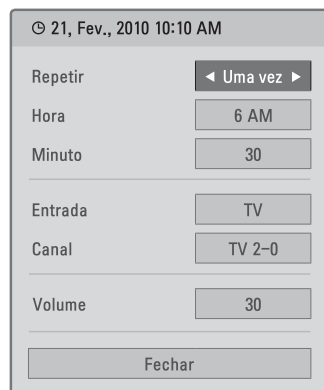 21, Fev., 2010 10:10 AM
Repetir ◄ Uma vez ►
Hora 6 AM
Minuto 30
Entrada TV
Canal TV 2-0
Volume 30
Fechar